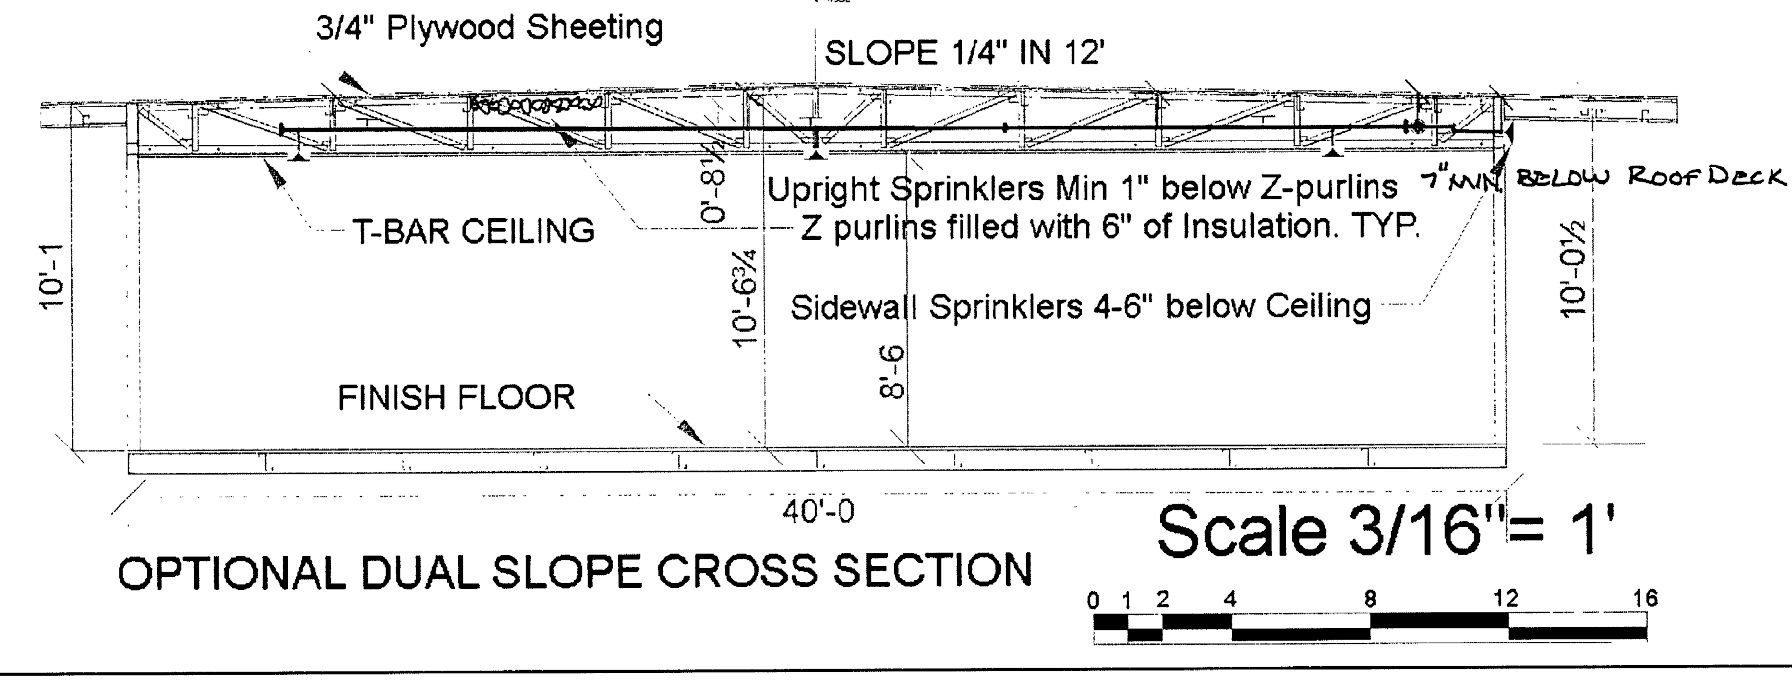 3/4" Plywood Sheeting
SLOPE 1/4" IN 12'
0'-8½
Upright Sprinklers Min 1" below Z-purlins
7" MIN. BELOW ROOF DECK
T-BAR CEILING
Z purlins filled with 6" of Insulation. TYP.
10'-1
10'-6¾
10'-0½
Sidewall Sprinklers 4-6" below Ceiling
8'-6
FINISH FLOOR
40'-0
Scale 3/16"= 1'
OPTIONAL DUAL SLOPE CROSS SECTION
0 1 2 4 8 12 16